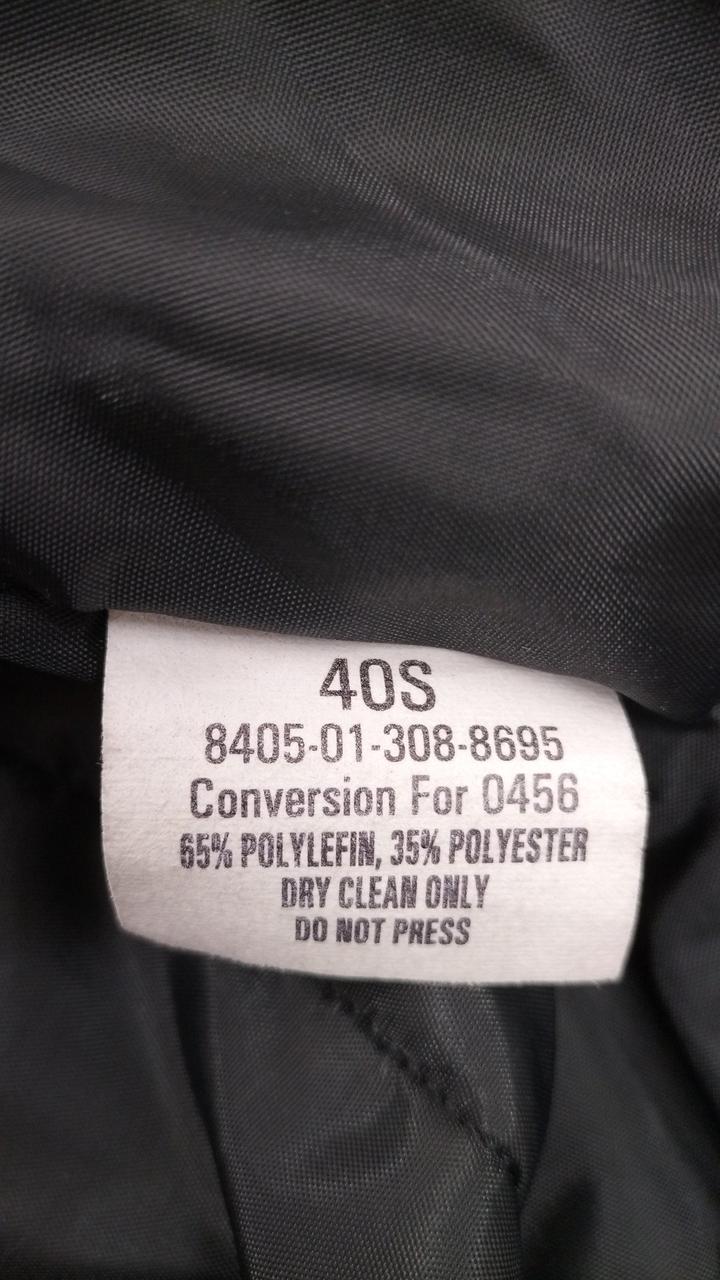 40S
8405-01-308-8695
Conversion For 0456
65% POLYLEFIN, 35% POLYESTER
DRY CLEAN ONLY
DO NOT PRESS